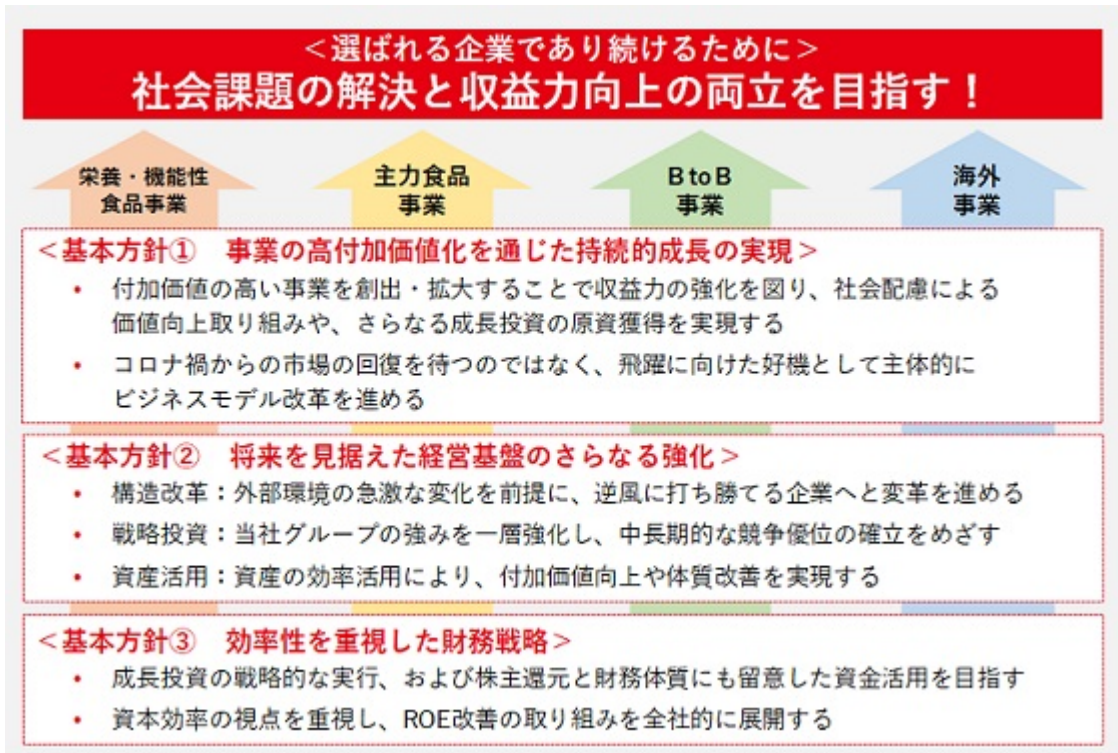 ＜選ばれる企業であり続けるために＞
社会課題の解決と収益力向上の両立を目指す！
栄養・機能性
食品事業
主力食品
事業
ＢtoＢ
事業
海外
事業
＜基本方針①　事業の高付加価値化を通じた持続的成長の実現＞
• 付加価値の高い事業を創出・拡大することで収益力の強化を図り、社会配慮による
価値向上取り組みや、さらなる成長投資の原資獲得を実現する
• コロナ禍からの市場の回復を待つのではなく、飛躍に向けた好機として主体的に
ビジネスモデル改革を進める
＜基本方針②　将来を見据えた経営基盤のさらなる強化＞
• 構造改革：外部環境の急激な変化を前提に、逆風に打ち勝てる企業へと変革を進める
• 戦略投資：当社グループの強みを一層強化し、中長期的な競争優位の確立をめざす
• 資産活用：資産の効率活用により、付加価値向上や体質改善を実現する
＜基本方針③　効率性を重視した財務戦略＞
• 成長投資の戦略的な実行、および株主還元と財務体質にも留意した資金活用を目指す
• 資本効率の視点を重視し、ROE改善の取り組みを全社的に展開する